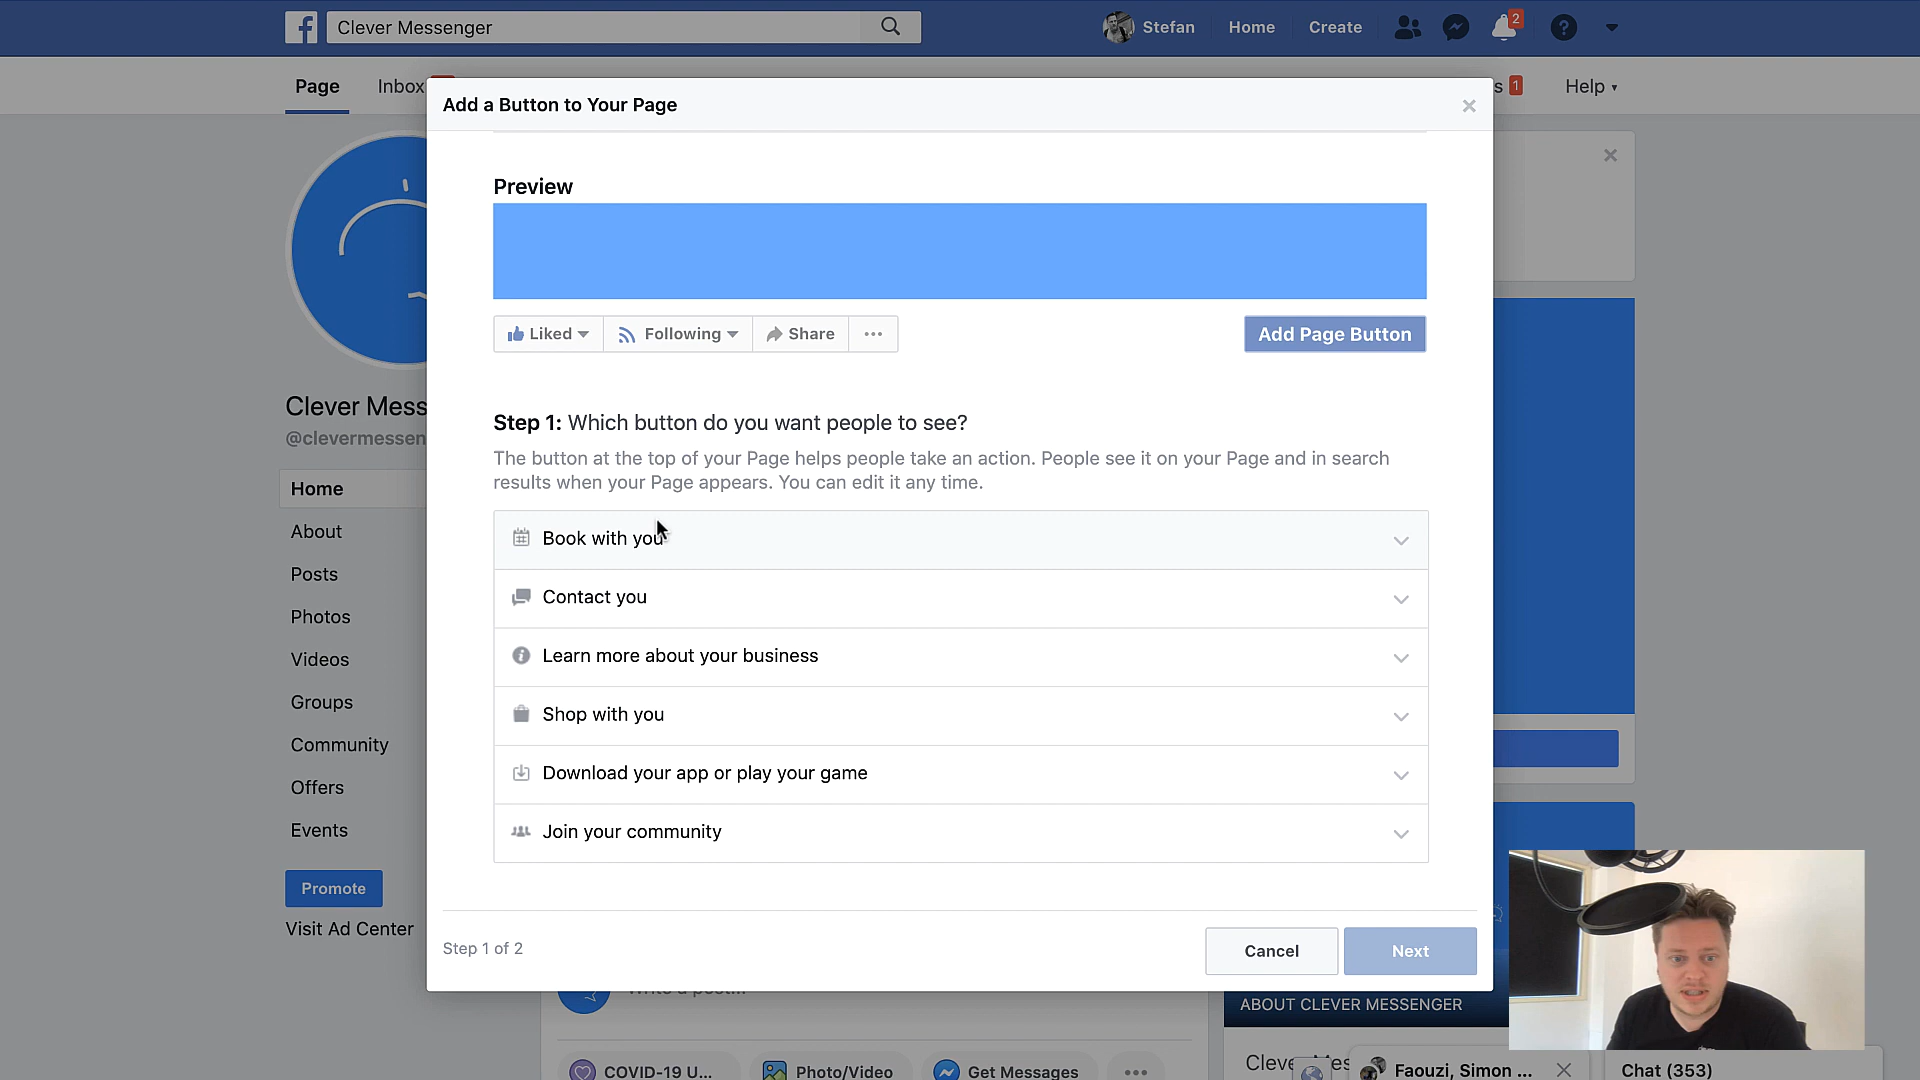 Clever Messenger
Stefan
Home
Create
2
Page
Inbox
s 1
Help
Add a Button to Your Page
Preview
Liked
Following
Share
Add Page Button
Step 1: Which button do you want people to see?
The button at the top of your Page helps people take an action. People see it on your Page and in search
results when your Page appears. You can edit it any time.
Book with you
Contact you
Learn more about your business
Shop with you
Download your app or play your game
Join your community
Step 1 of 2
Cancel
Next
Clever Mess
@clevermessen
Home
About
Posts
Photos
Videos
Groups
Community
Offers
Events
Promote
Visit Ad Center
COVID-19 U...
Photo/Video
Get Messages
ABOUT CLEVER MESSENGER
Faouzi, Simon ...
Chat (353)